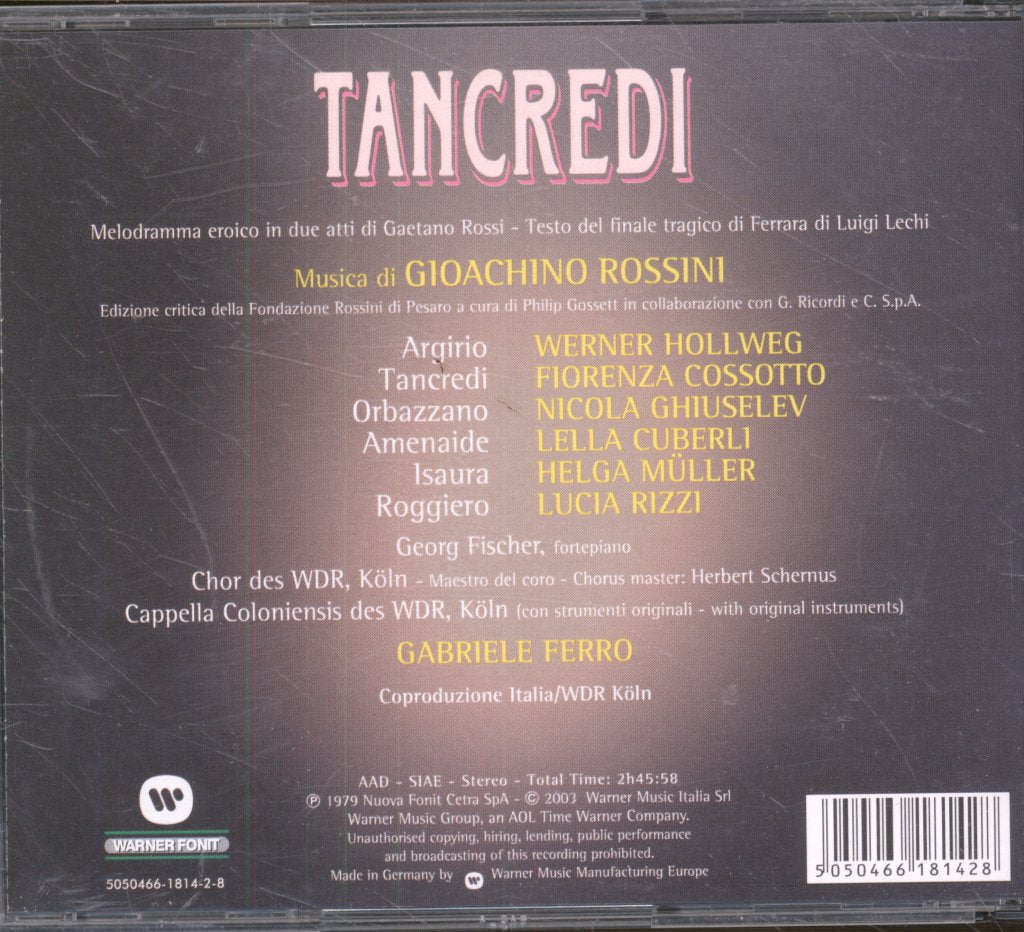 TANCREDI
Melodramma eroico in due atti di Gaetano Rossi - Testo del finale tragico di Ferrara di Luigi Lechi
Musica di GIOACHINO ROSSINI
Edizione critica della Fondazione Rossini di Pesaro a cura di Philip Gossett in collaborazione con G. Ricordi e C. S.p.A.
Argirio WERNER HOLLWEG
Tancredi FIORENZA COSSOTTO
Orbazzano NICOLA GHIUSELEV
Amenaide LELLA CUBERLI
Isaura HELGA MÜLLER
Roggiero LUCIA RIZZI
Georg Fischer, fortepiano
Chor des WDR, Köln - Maestro del coro - Chorus master: Herbert Schernus
Cappella Coloniensis des WDR, Köln (con strumenti originali - with original instruments)
GABRIELE FERRO
Coproduzione Italia/WDR Köln
AAD - SIAE - Stereo - Total Time: 2h45:58
℗ 1979 Nuova Fonit Cetra SpA - © 2003 Warner Music Italia Srl
Warner Music Group, an AOL Time Warner Company.
Unauthorised copying, hiring, lending, public performance
and broadcasting of this recording prohibited.
Made in Germany by Warner Music Manufacturing Europe
WARNER FONIT
5050466-1814-2-8
5 050466 181428